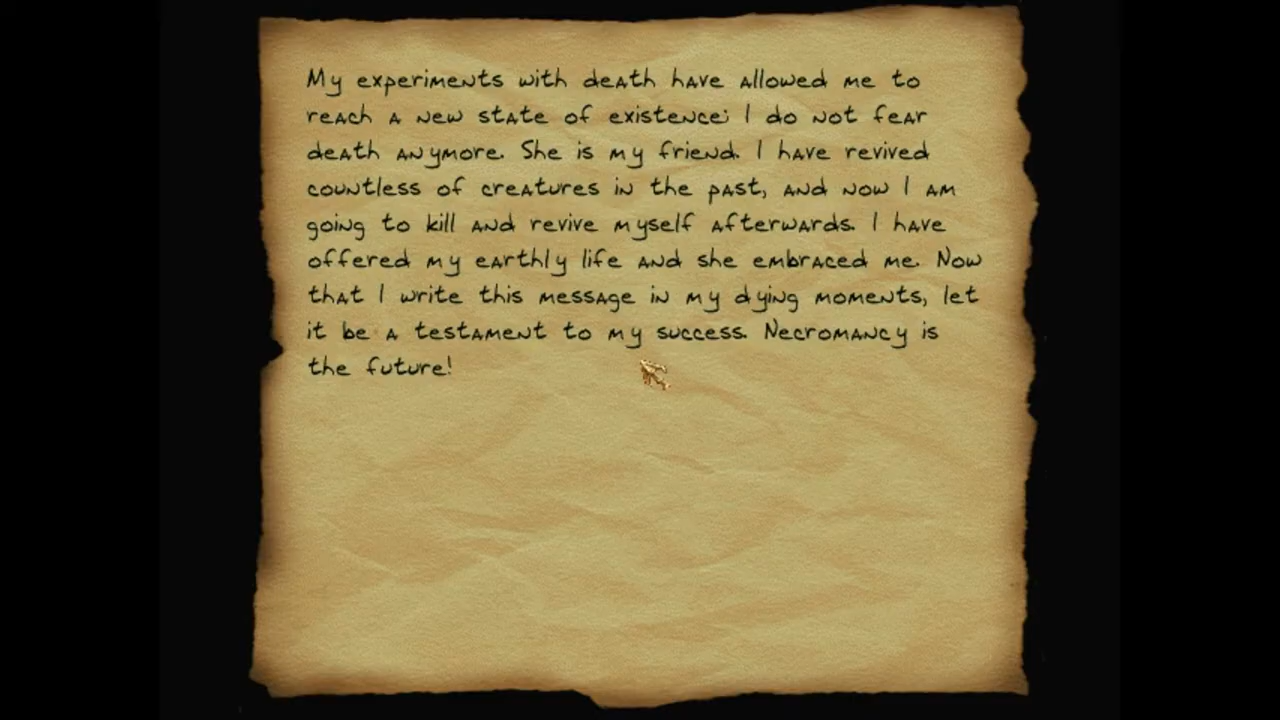 My experiments with death have allowed me to
reach a new state of existence; I do not fear
death anymore. She is my friend. I have revived
countless of creatures in the past, and now I am
going to kill and revive myself afterwards. I have
offered my earthly life and she embraced me. Now
that I write this message in my dying moments, let
it be a testament to my success. Necromancy is
the future!